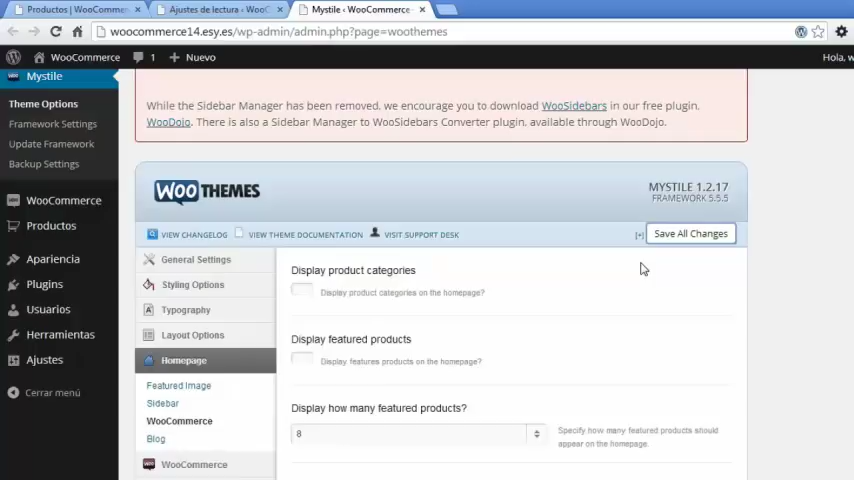 Productos | WooCommerc
Ajustes de lectura ‹ WooC
Mystile ‹ WooCommerce
woocommerce14.esy.es/wp-admin/admin.php?page=woothemes
WooCommerce
1
+ Nuevo
Hola, w
Mystile
Theme Options
Framework Settings
Update Framework
Backup Settings
WooCommerce
Productos
Apariencia
Plugins
Usuarios
Herramientas
Ajustes
Cerrar menú
While the Sidebar Manager has been removed, we encourage you to download WooSidebars in our free plugin,
WooDojo. There is also a Sidebar Manager to WooSidebars Converter plugin, available through WooDojo.
WOOTHEMES
MYSTILE 1.2.17
FRAMEWORK 5.5.5
VIEW CHANGELOG
VIEW THEME DOCUMENTATION
VISIT SUPPORT DESK
[+]
Save All Changes
General Settings
Styling Options
Typography
Layout Options
Homepage
Featured Image
Sidebar
WooCommerce
Blog
WooCommerce
Display product categories
Display product categories on the homepage?
Display featured products
Display features products on the homepage?
Display how many featured products?
8
Specify how many featured products should
appear on the homepage.